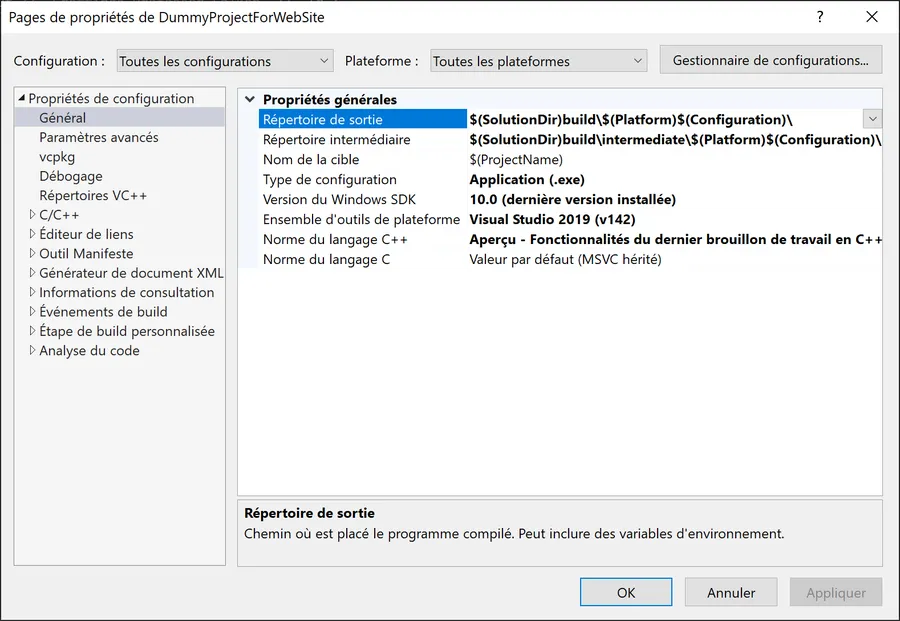 Pages de propriétés de DummyProjectForWebSite
?
Configuration : Toutes les configurations Plateforme : Toutes les plateformes Gestionnaire de configurations...
Propriétés de configuration
Général
Paramètres avancés
vcpkg
Débogage
Répertoires VC++
C/C++
Éditeur de liens
Outil Manifeste
Générateur de document XML
Informations de consultation
Événements de build
Étape de build personnalisée
Analyse du code
Propriétés générales
Répertoire de sortie $(SolutionDir)build\$(Platform)$(Configuration)\
Répertoire intermédiaire $(SolutionDir)build\intermediate\$(Platform)$(Configuration)\
Nom de la cible $(ProjectName)
Type de configuration Application (.exe)
Version du Windows SDK 10.0 (dernière version installée)
Ensemble d'outils de plateforme Visual Studio 2019 (v142)
Norme du langage C++ Aperçu - Fonctionnalités du dernier brouillon de travail en C++
Norme du langage C Valeur par défaut (MSVC hérité)
Répertoire de sortie
Chemin où est placé le programme compilé. Peut inclure des variables d'environnement.
OK Annuler Appliquer